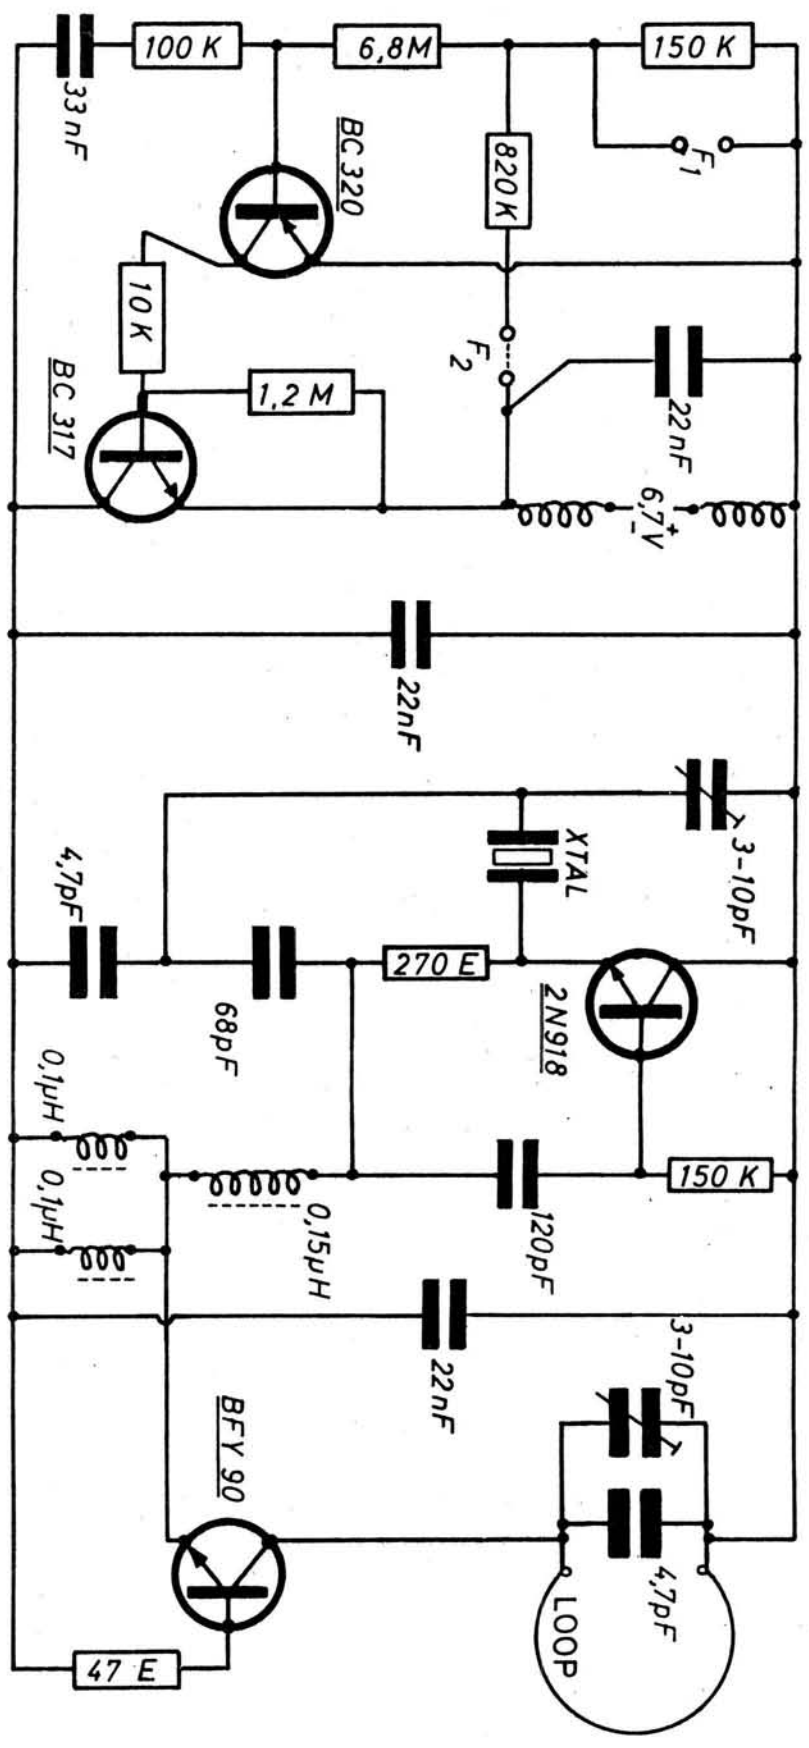 33nF
100 K
6,8M
150 K
BC 320
820K
F1
10 K
F2
BC 317
1,2 M
22nF
6,7V
+
-
22nF
3-10pF
XTAL
4,7pF
68pF
270 E
2N918
0,1µH
0,1µH
0,15µH
120pF
150 K
22nF
3-10pF
BFY 90
4,7pF
LOOP
47 E